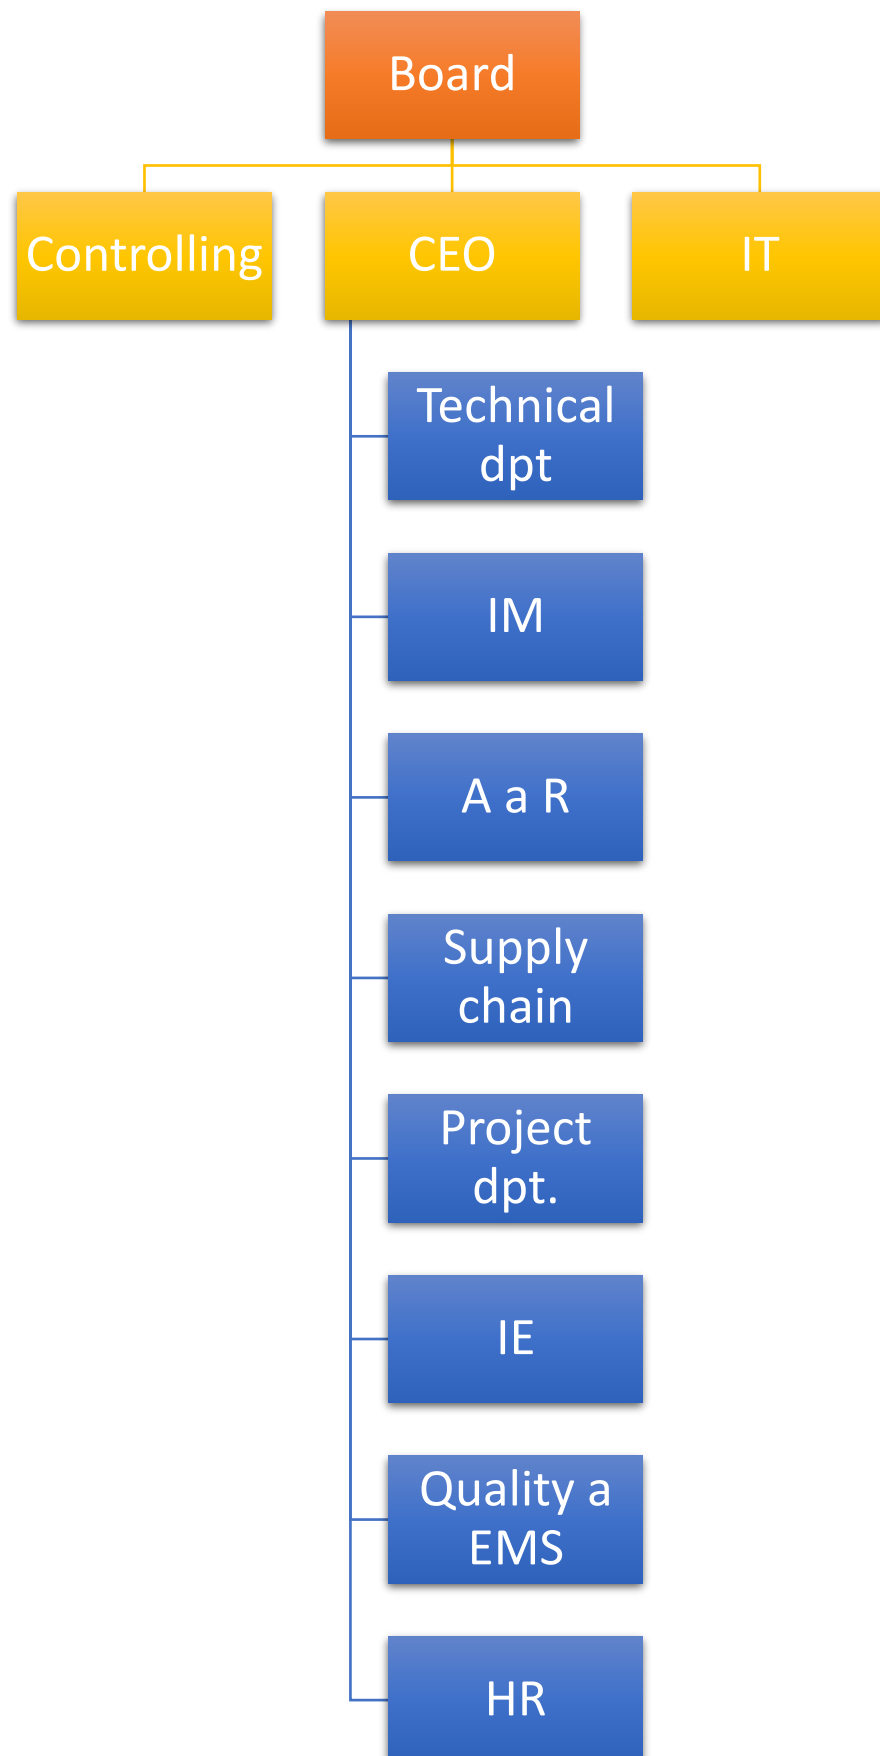 Board
Controlling
CEO
IT
Technical
dpt
IM
A a R
Supply
chain
Project
dpt.
IE
Quality a
EMS
HR